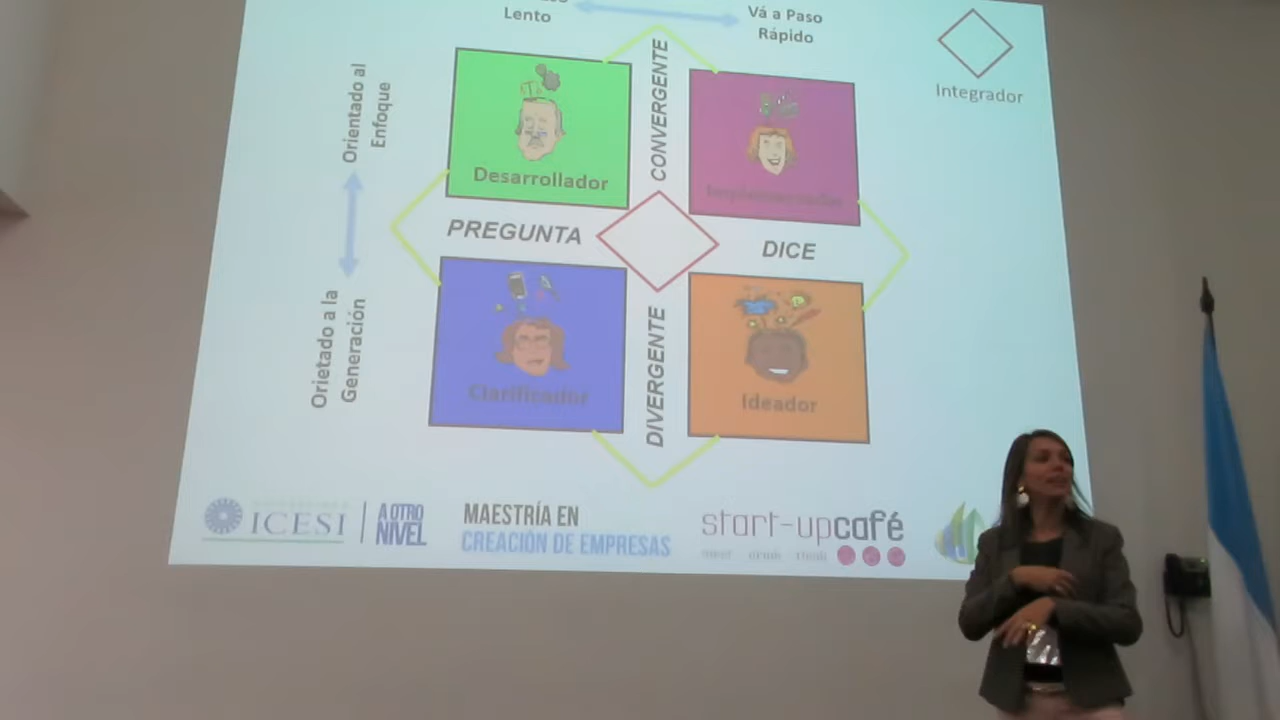 Lento
Vá a Paso
Rápido
Integrador
Orientado al
Enfoque
CONVERGENTE
Desarrollador
PREGUNTA
DICE
Orietado a la
Generación
DIVERGENTE
Clarificador
Ideador
ICESI
A OTRO
NIVEL
MAESTRÍA EN
CREACIÓN DE EMPRESAS
start-upcafé